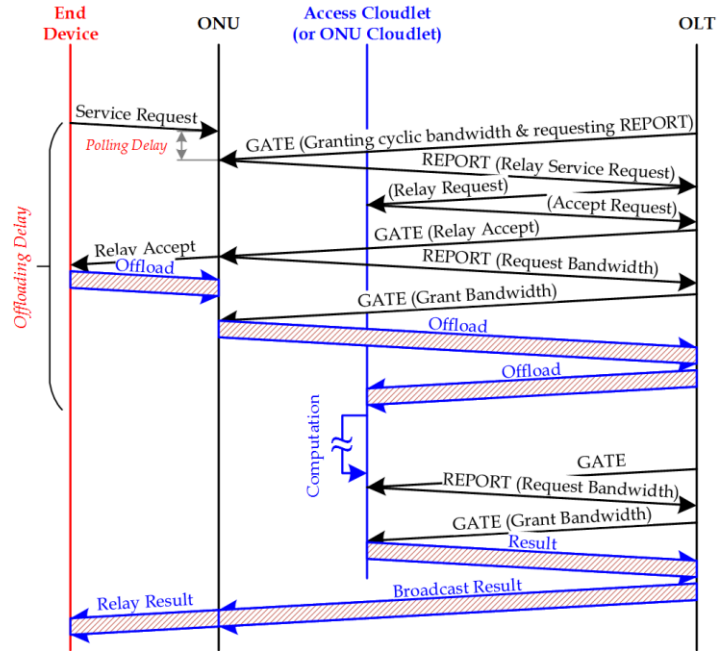 End
Device
ONU
Access Cloudlet
(or ONU Cloudlet)
OLT
Service Request
Polling Delay
GATE (Granting cyclic bandwidth & requesting REPORT)
REPORT (Relay Service Request)
(Relay Request)
(Accept Request)
GATE (Relay Accept)
Relay Accept
REPORT (Request Bandwidth)
Offload
GATE (Grant Bandwidth)
Offload
Offload
Offloading Delay
Computation
GATE
REPORT (Request Bandwidth)
GATE (Grant Bandwidth)
Result
Broadcast Result
Relay Result